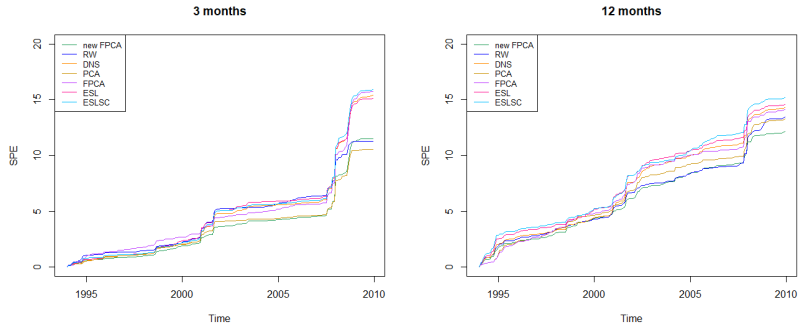 3 months
20
15
10
5
0
SPE
new FPCA
RW
DNS
PCA
FPCA
ESL
ESLSC
1995
2000
2005
2010
Time
12 months
20
15
10
5
0
SPE
new FPCA
RW
DNS
PCA
FPCA
ESL
ESLSC
1995
2000
2005
2010
Time